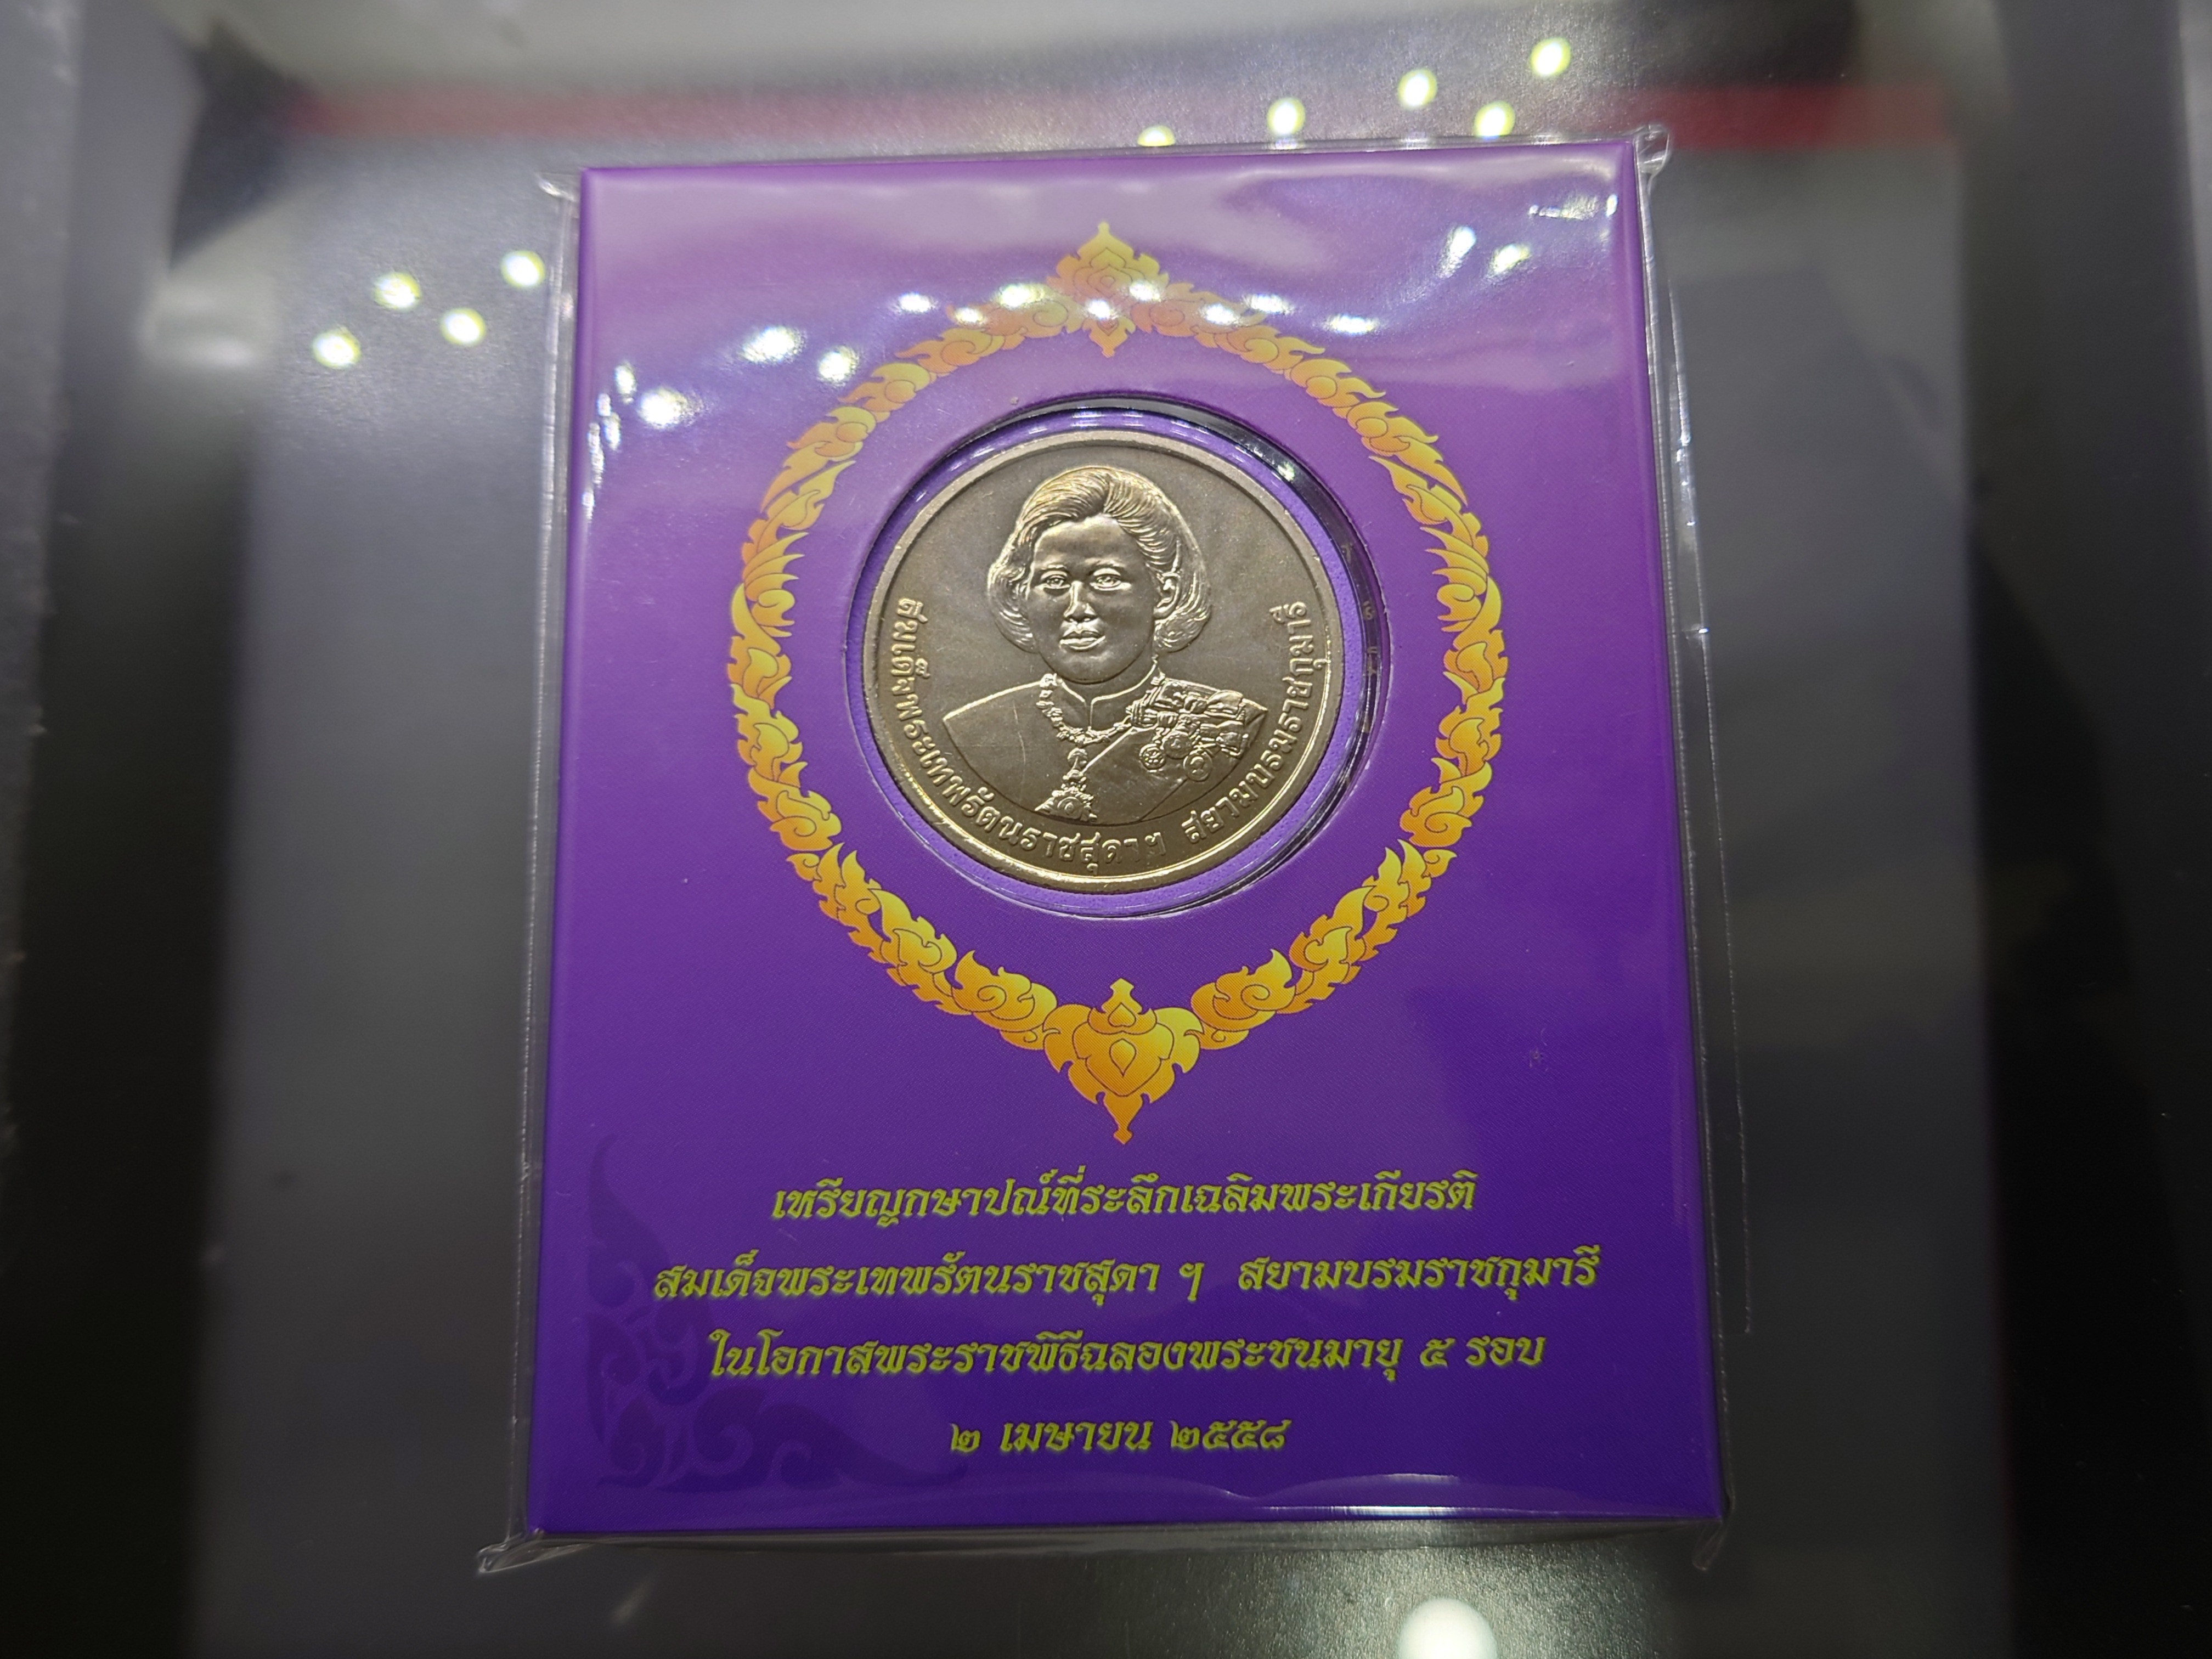 สมเด็จพระเทพรัตนราชสุดาฯ สยามบรมราชกุมารี
เหรียญกษาปณ์ที่ระลึกเฉลิมพระเกียรติ
สมเด็จพระเทพรัตนราชสุดา ฯ สยามบรมราชกุมารี
ในโอกาสพระราชพิธีฉลองพระชนมายุ ๕ รอบ
๒ เมษายน ๒๕๕๘